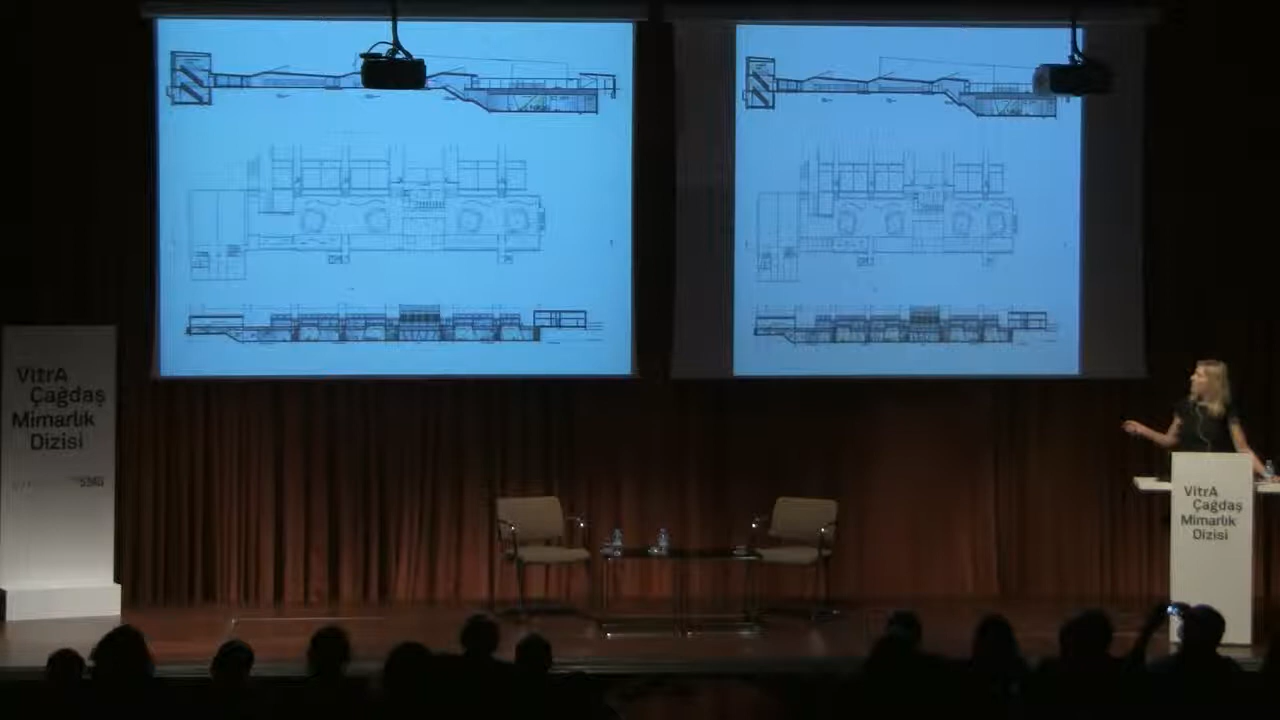 VitrA
Çağdaş
Mimarlık
Dizisi
VitrA
Çağdaş
Mimarlık
Dizisi